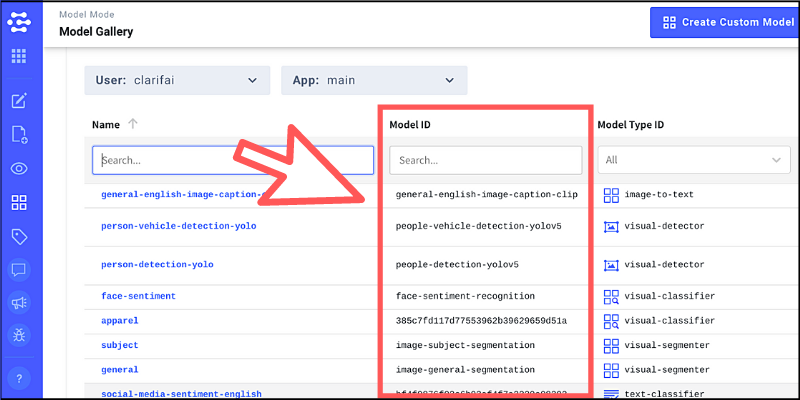 Model Mode
Model Gallery
Create Custom Model
User: clarifai
App: main
Name
Model ID
Model Type ID
Search...
Search...
All
general-english-image-caption-c
general-english-image-caption-clip
image-to-text
person-vehicle-detection-yolo
people-vehicle-detection-yolov5
visual-detector
person-detection-yolo
people-detection-yolov5
visual-detector
face-sentiment
face-sentiment-recognition
visual-classifier
apparel
385c7fd117d77553962b39629659d51a
visual-classifier
subject
image-subject-segmentation
visual-segmenter
general
image-general-segmentation
visual-segmenter
social-media-sentiment-english
text-classifier
?